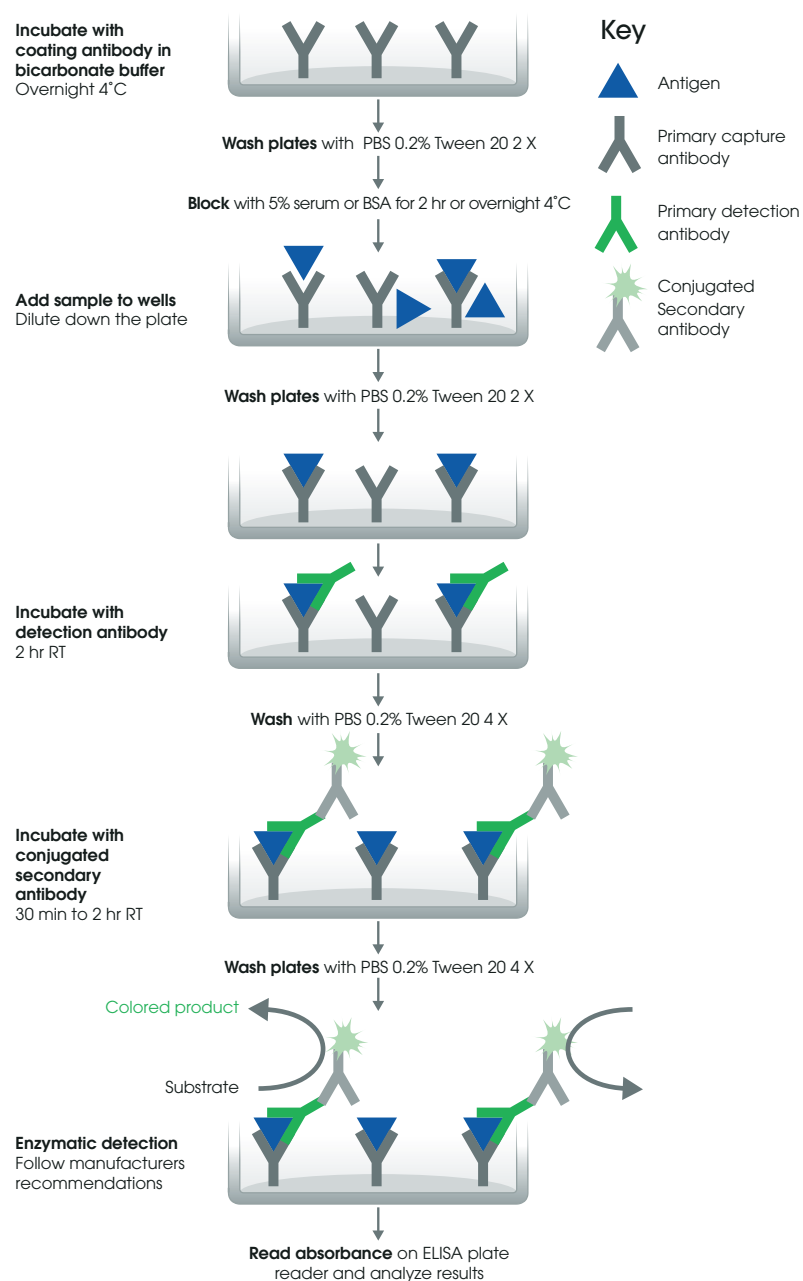 Incubate with
coating antibody in
bicarbonate buffer
Overnight 4˚C
Key
Antigen
Primary capture
antibody
Primary detection
antibody
Conjugated
Secondary
antibody
Wash plates with PBS 0.2% Tween 20 2 X
Block with 5% serum or BSA for 2 hr or overnight 4˚C
Add sample to wells
Dilute down the plate
Wash plates with PBS 0.2% Tween 20 2 X
Incubate with
detection antibody
2 hr RT
Wash with PBS 0.2% Tween 20 4 X
Incubate with
conjugated
secondary
antibody
30 min to 2 hr RT
Wash plates with PBS 0.2% Tween 20 4 X
Colored product
Substrate
Enzymatic detection
Follow manufacturers
recommendations
Read absorbance on ELISA plate
reader and analyze results